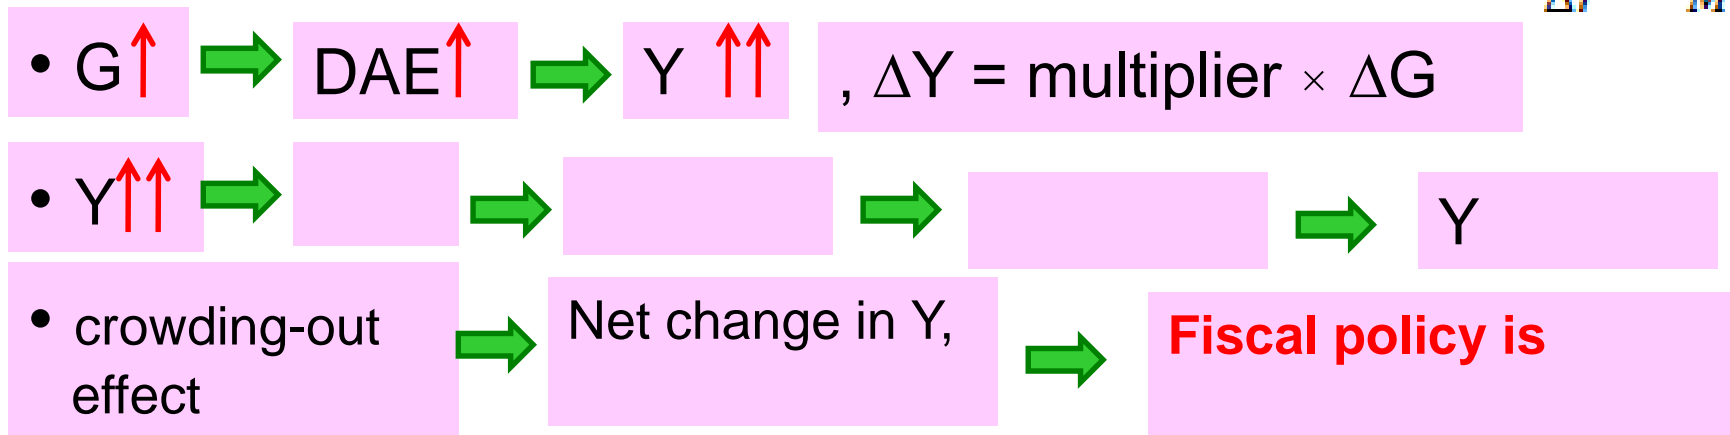 • G↑ DAE↑ Y ↑↑ , ΔY = multiplier × ΔG
• Y↑↑ Y
• crowding-out effect
Net change in Y,
Fiscal policy is